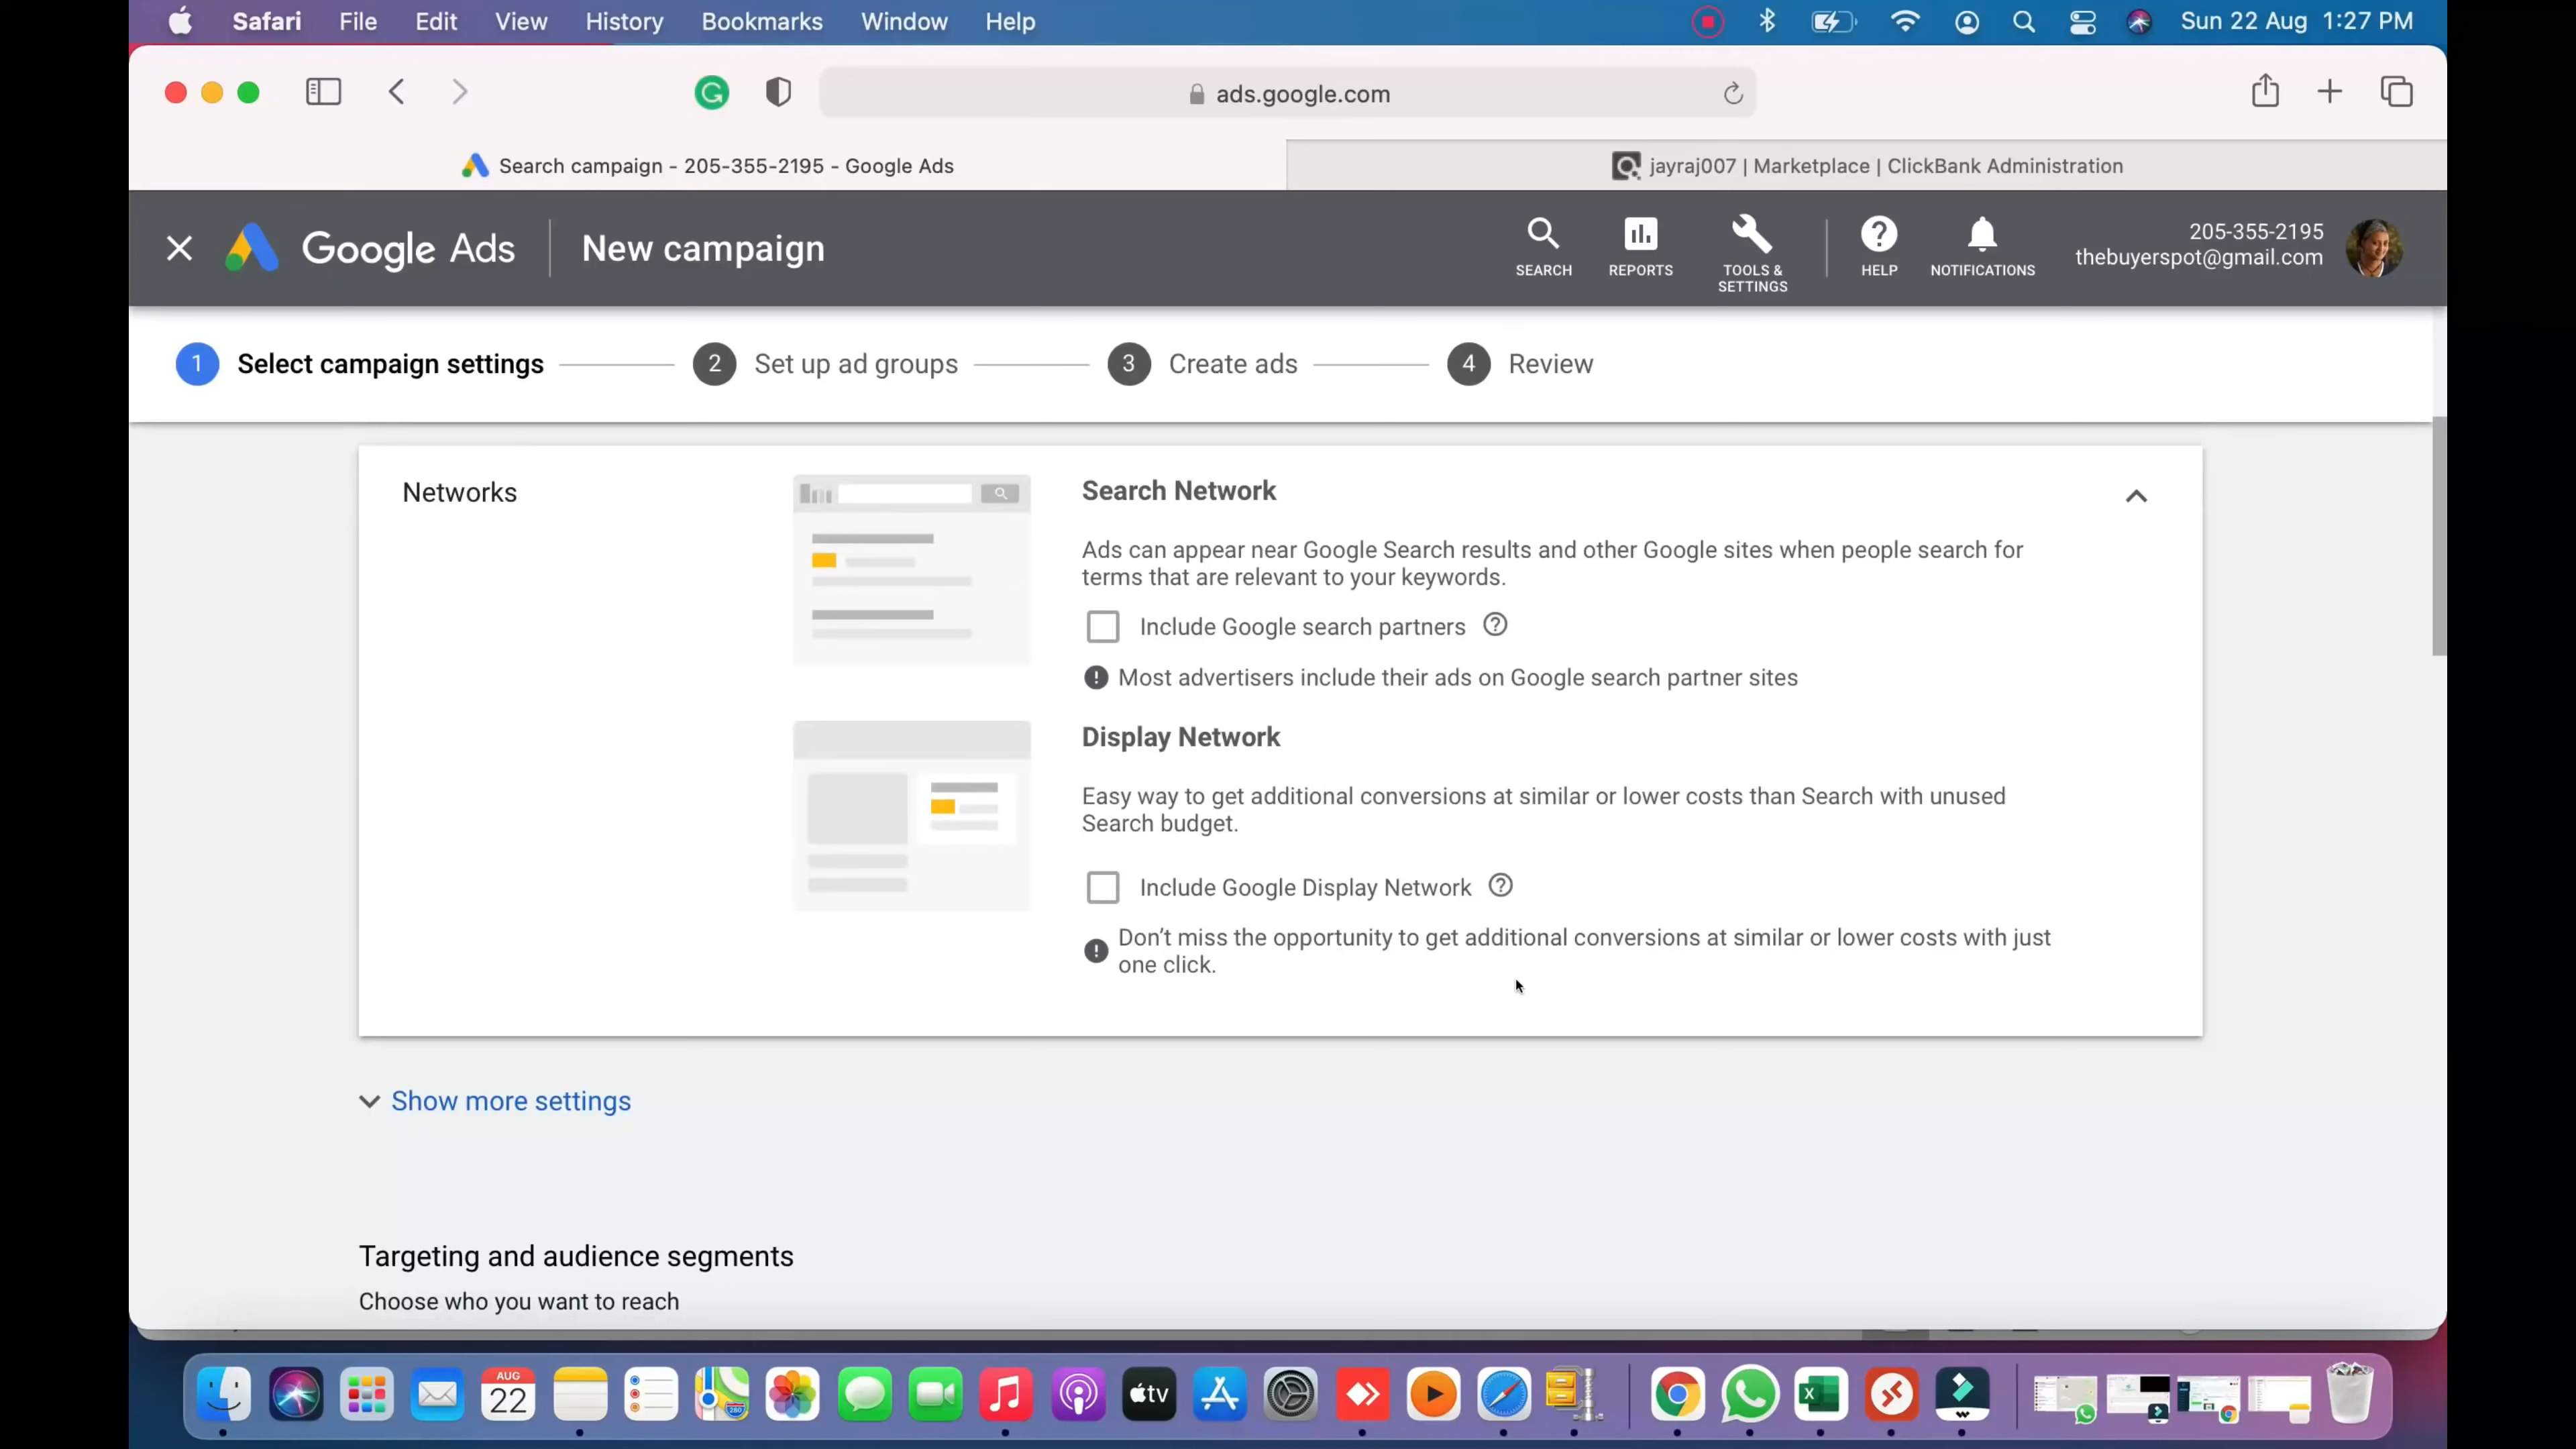 Safari File Edit View History Bookmarks Window Help Sun 22 Aug 1:27 PM
ads.google.com
Search campaign - 205-355-2195 - Google Ads
jayraj007 | Marketplace | ClickBank Administration
Google Ads New campaign
SEARCH REPORTS TOOLS & SETTINGS HELP NOTIFICATIONS
205-355-2195
thebuyerspot@gmail.com
1 Select campaign settings 2 Set up ad groups 3 Create ads 4 Review
Networks
Search Network
Ads can appear near Google Search results and other Google sites when people search for
terms that are relevant to your keywords.
Include Google search partners
Most advertisers include their ads on Google search partner sites
Display Network
Easy way to get additional conversions at similar or lower costs than Search with unused
Search budget.
Include Google Display Network
Don't miss the opportunity to get additional conversions at similar or lower costs with just
one click.
Show more settings
Targeting and audience segments
Choose who you want to reach
AUG
22
280
tv
X